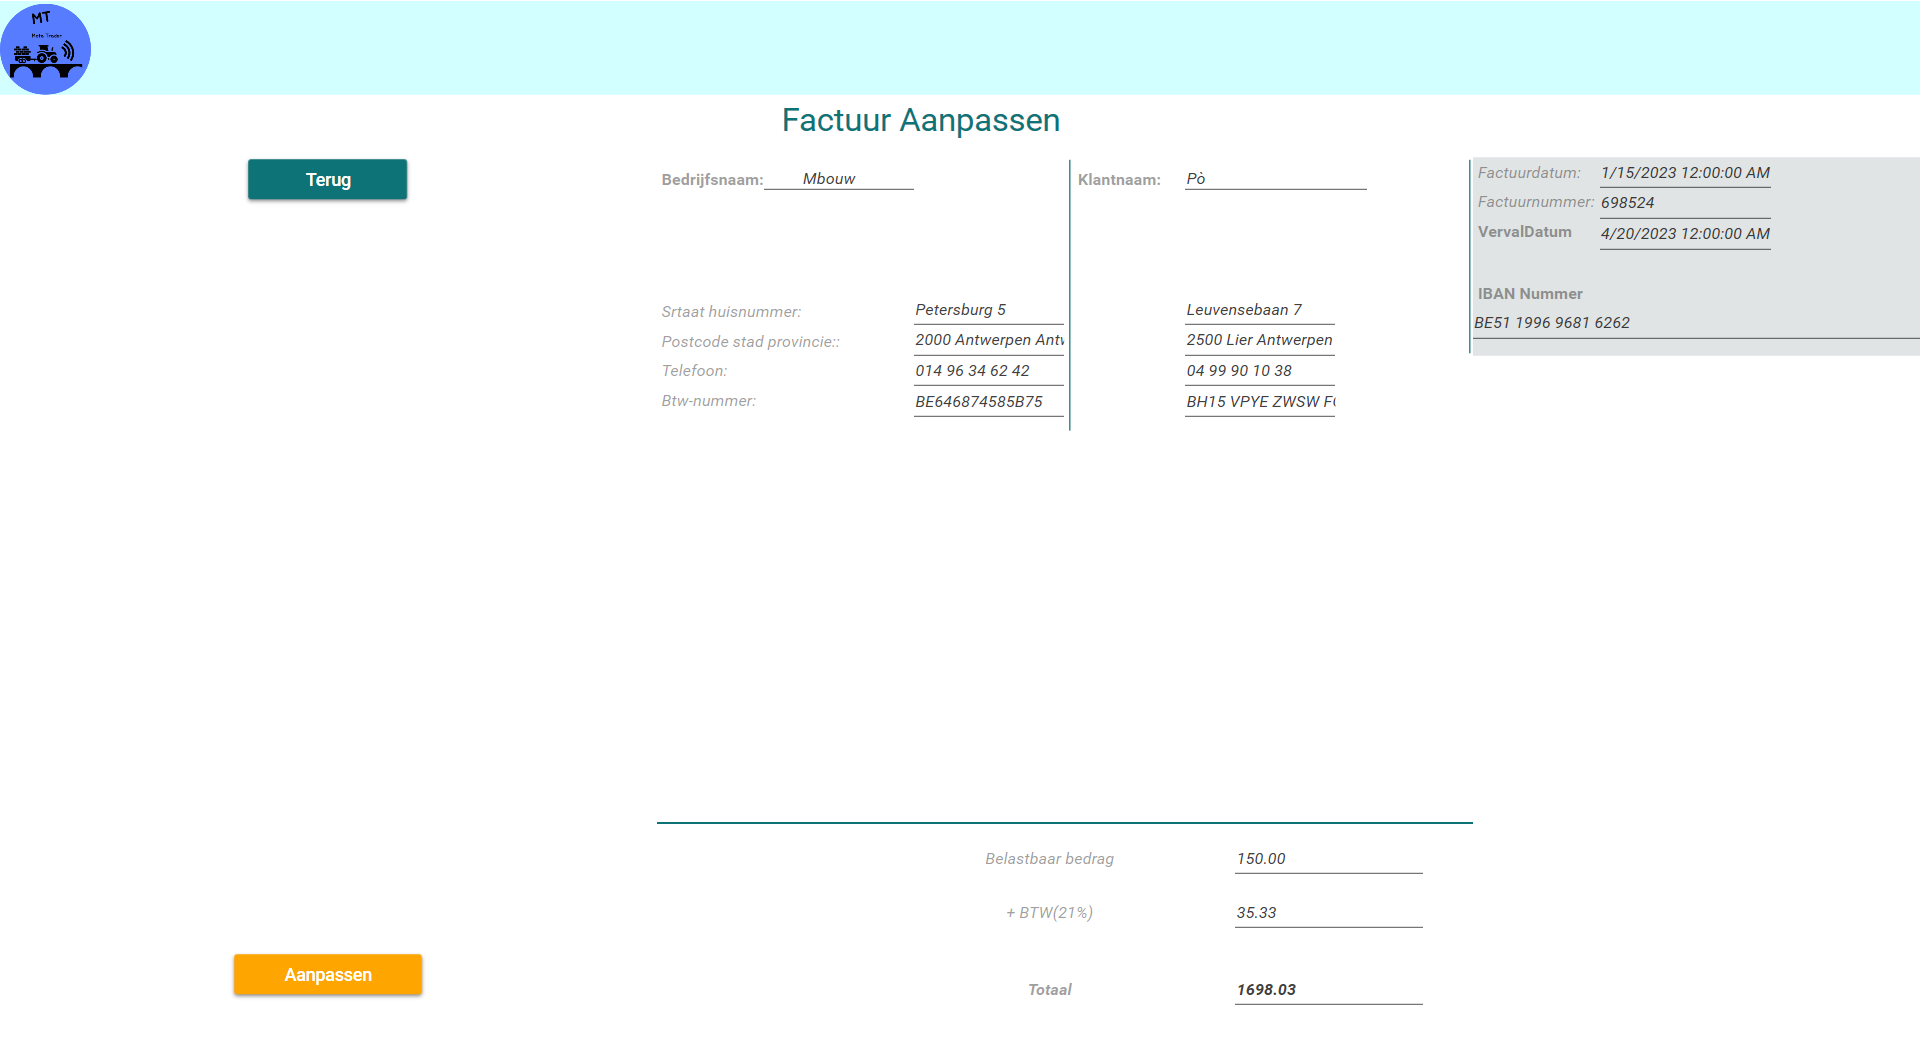 MT
Meta Trader
Factuur Aanpassen
Terug
Bedrijfsnaam: Mbouw
Klantnaam: Pò
Factuurdatum: 1/15/2023 12:00:00 AM
Factuurnummer: 698524
VervalDatum 4/20/2023 12:00:00 AM
IBAN Nummer
BE51 1996 9681 6262
Srtaat huisnummer: Petersburg 5 Leuvensebaan 7
Postcode stad provincie:: 2000 Antwerpen 2500 Lier Antwerpen
Telefoon: 014 96 34 62 42 04 99 90 10 38
Btw-nummer: BE646874585B75 BH15 VPYE ZWSW
Belastbaar bedrag 150.00
+ BTW(21%) 35.33
Aanpassen
Totaal 1698.03